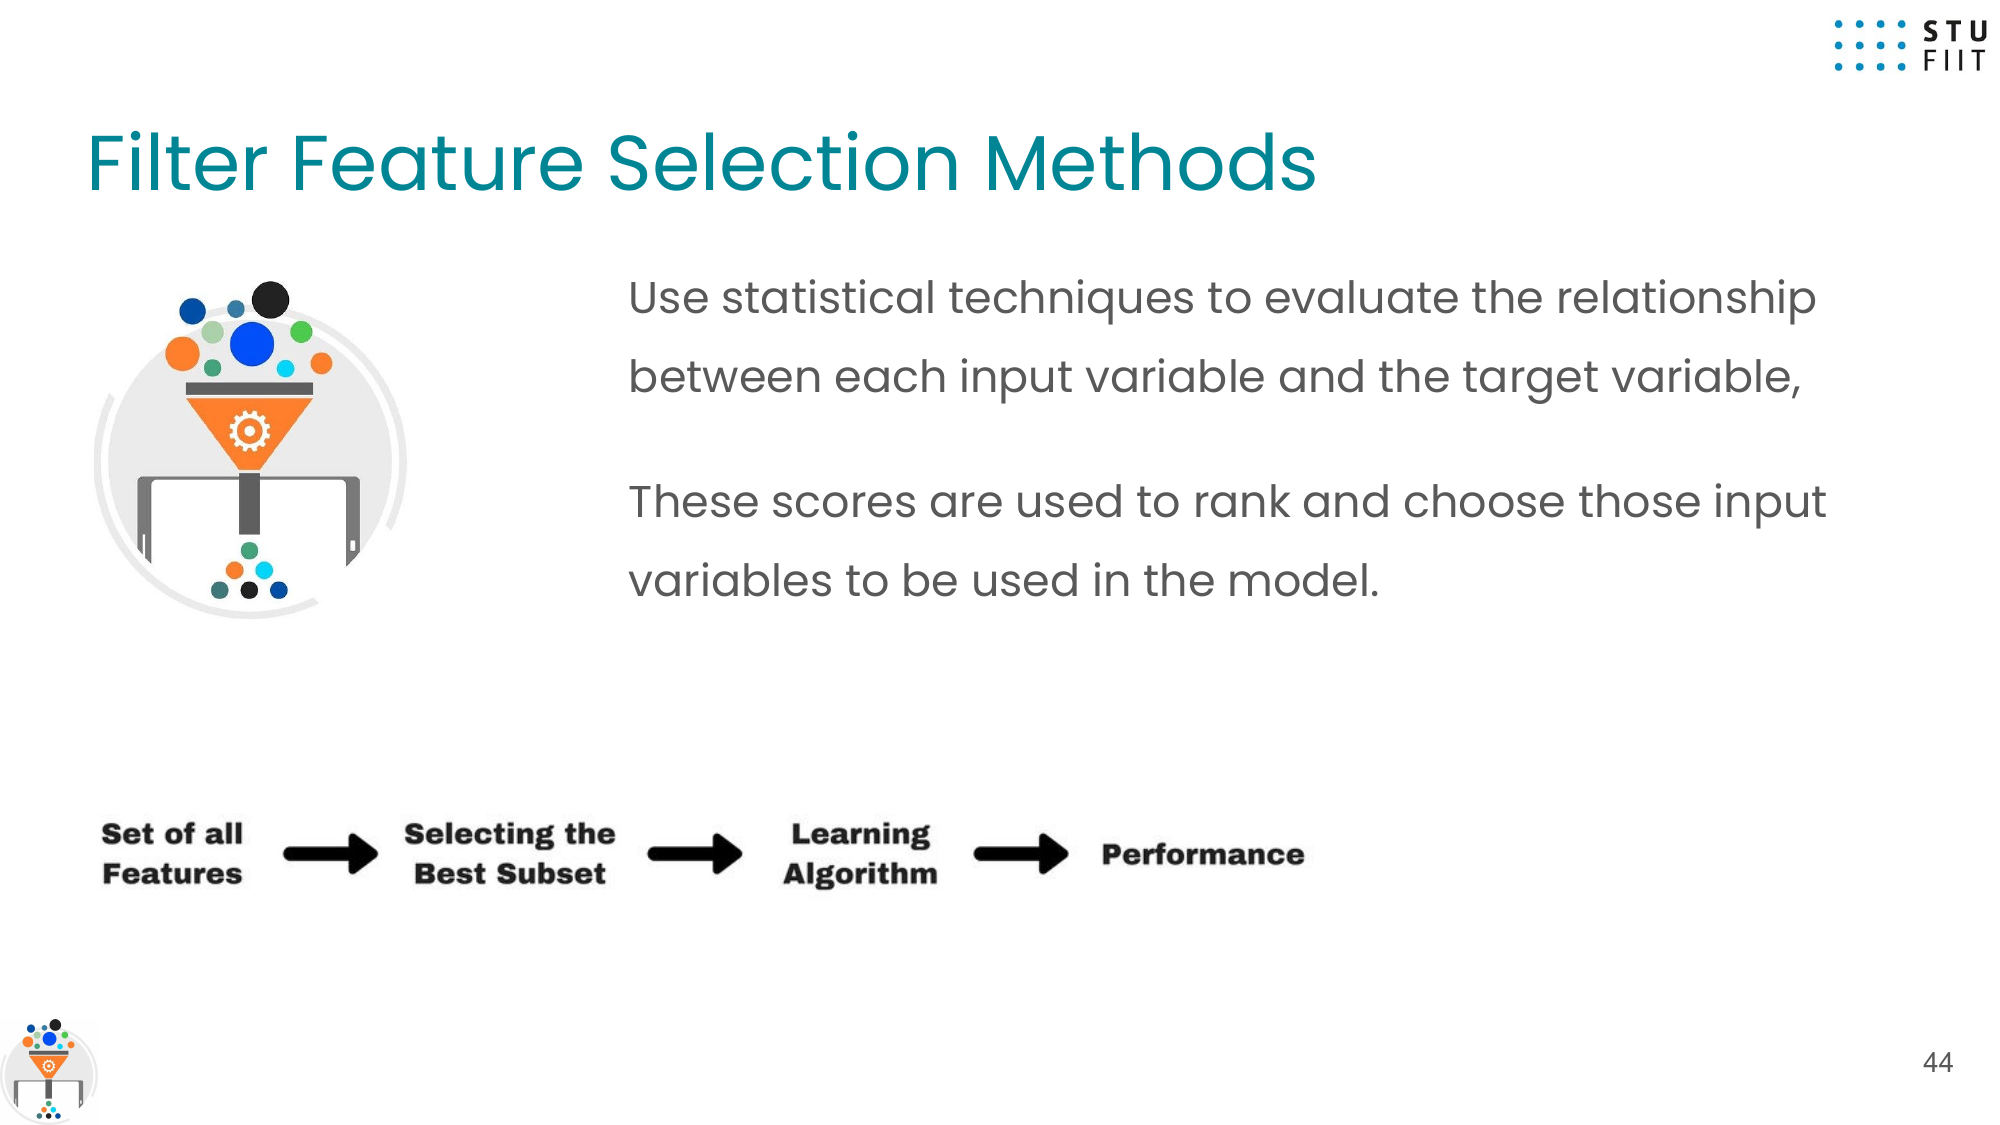 STU
FIIT
Filter Feature Selection Methods
Use statistical techniques to evaluate the relationship
between each input variable and the target variable,
These scores are used to rank and choose those input
variables to be used in the model.
Set of all
Features
Selecting the
Best Subset
Learning
Algorithm
Performance
44